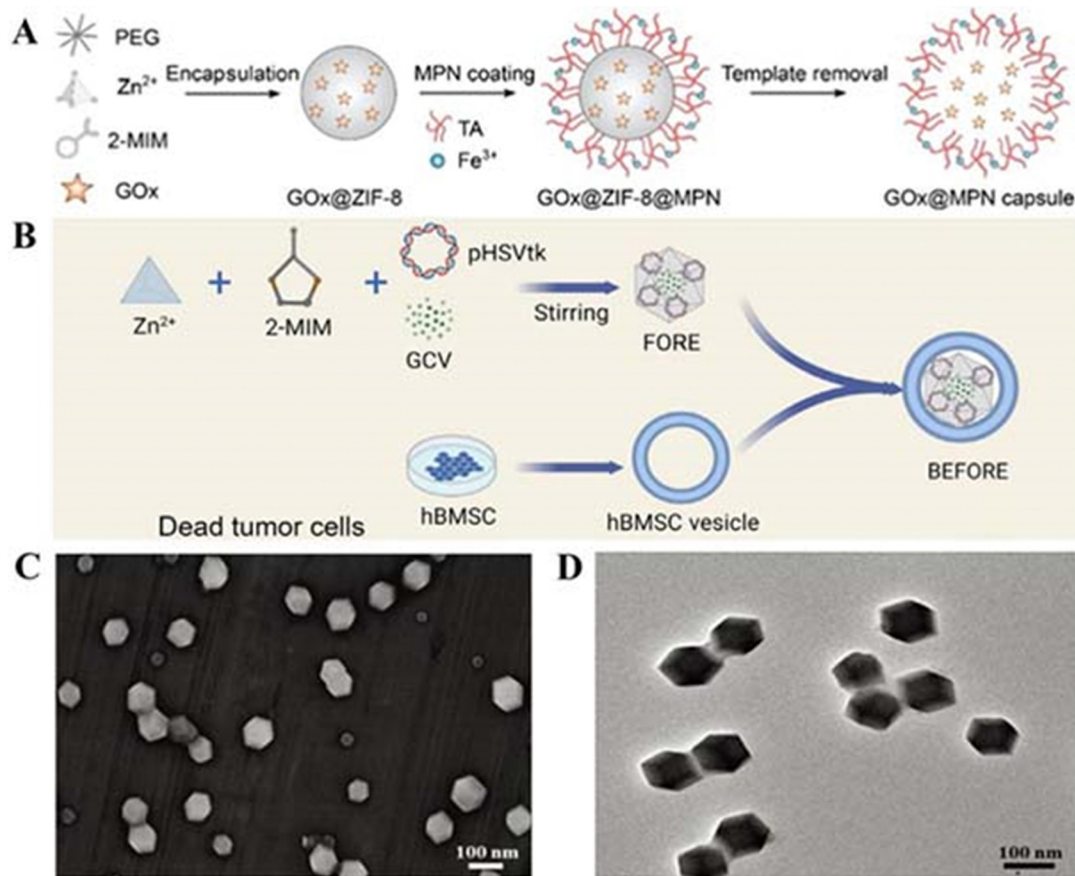 A
PEG
Zn²⁺
2-MIM
GOx
Encapsulation
GOx@ZIF-8
MPN coating
TA
Fe³⁺
GOx@ZIF-8@MPN
Template removal
GOx@MPN capsule
B
Zn²⁺
+
2-MIM
+
pHSVtk
GCV
Stirring
FORE
hBMSC
hBMSC vesicle
BEFORE
Dead tumor cells
C
100 nm
D
100 nm